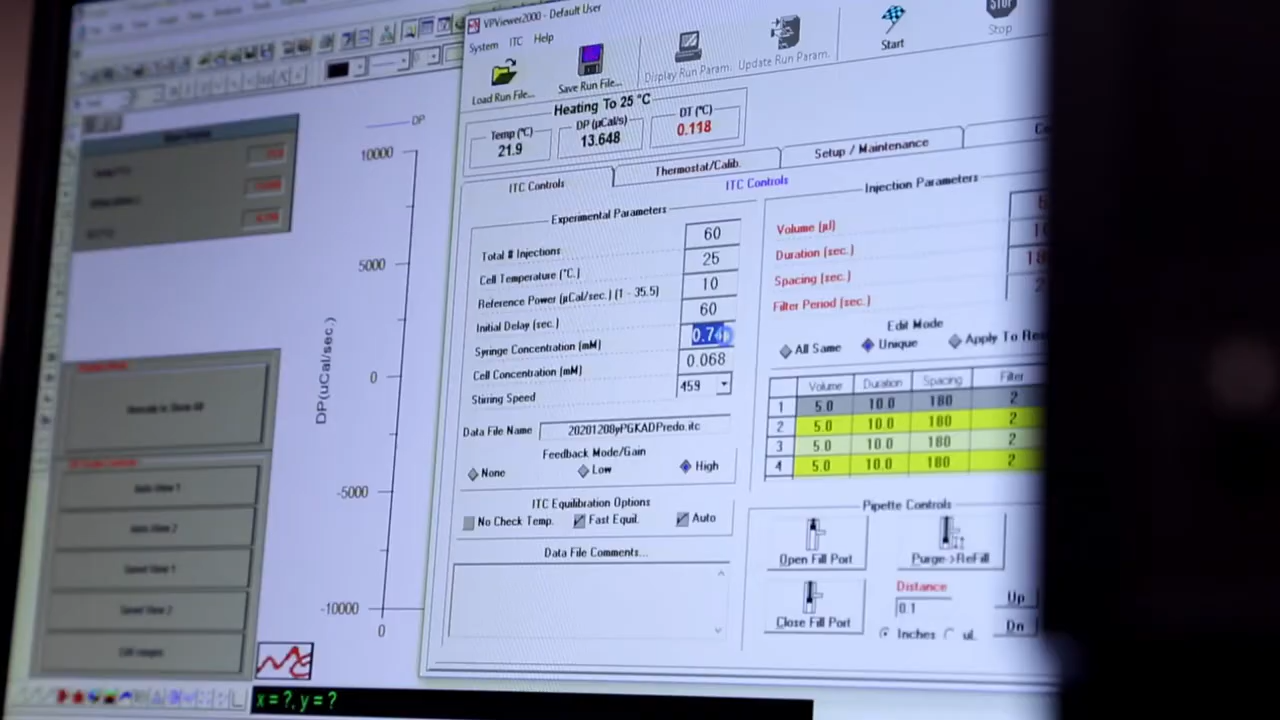 VPViewer2000 - Default User
System ITC Help
Load Run File...
Save Run File...
Display Run Param.
Update Run Param.
Start
Stop
Heating To 25 °C
Temp (°C)
21.9
DP (µCal/s)
13.648
DT (°C)
0.118
ITC Controls
Thermostat/Calib.
Setup / Maintenance
ITC Controls
Experimental Parameters
Total # Injections 60
Cell Temperature (°C.) 25
Reference Power (µCal/sec.) (1 - 35.5) 10
Initial Delay (sec.) 60
Syringe Concentration (mM)
Cell Concentration (mM) 0.068
Stirring Speed 459
Data File Name 20201208yPGKADPredo.itc
Feedback Mode/Gain
None Low High
ITC Equilibration Options
No Check Temp. Fast Equil. Auto
Data File Comments...
Injection Parameters
Volume (µl)
Duration (sec.)
Spacing (sec.)
Filter Period (sec.)
Edit Mode
All Same Unique Apply To
Volume Duration Spacing Filter
1 5.0 10.0 180 2
2 5.0 10.0 180 2
3 5.0 10.0 180 2
4 5.0 10.0 180 2
Pipette Controls
Open Fill Port
Purge->ReFill
Close Fill Port
Distance
0.1
Up
Dn
Inches ul.
DP
10000
5000
0
-5000
-10000
0
DP(uCal/sec.)
x = ?, y = ?